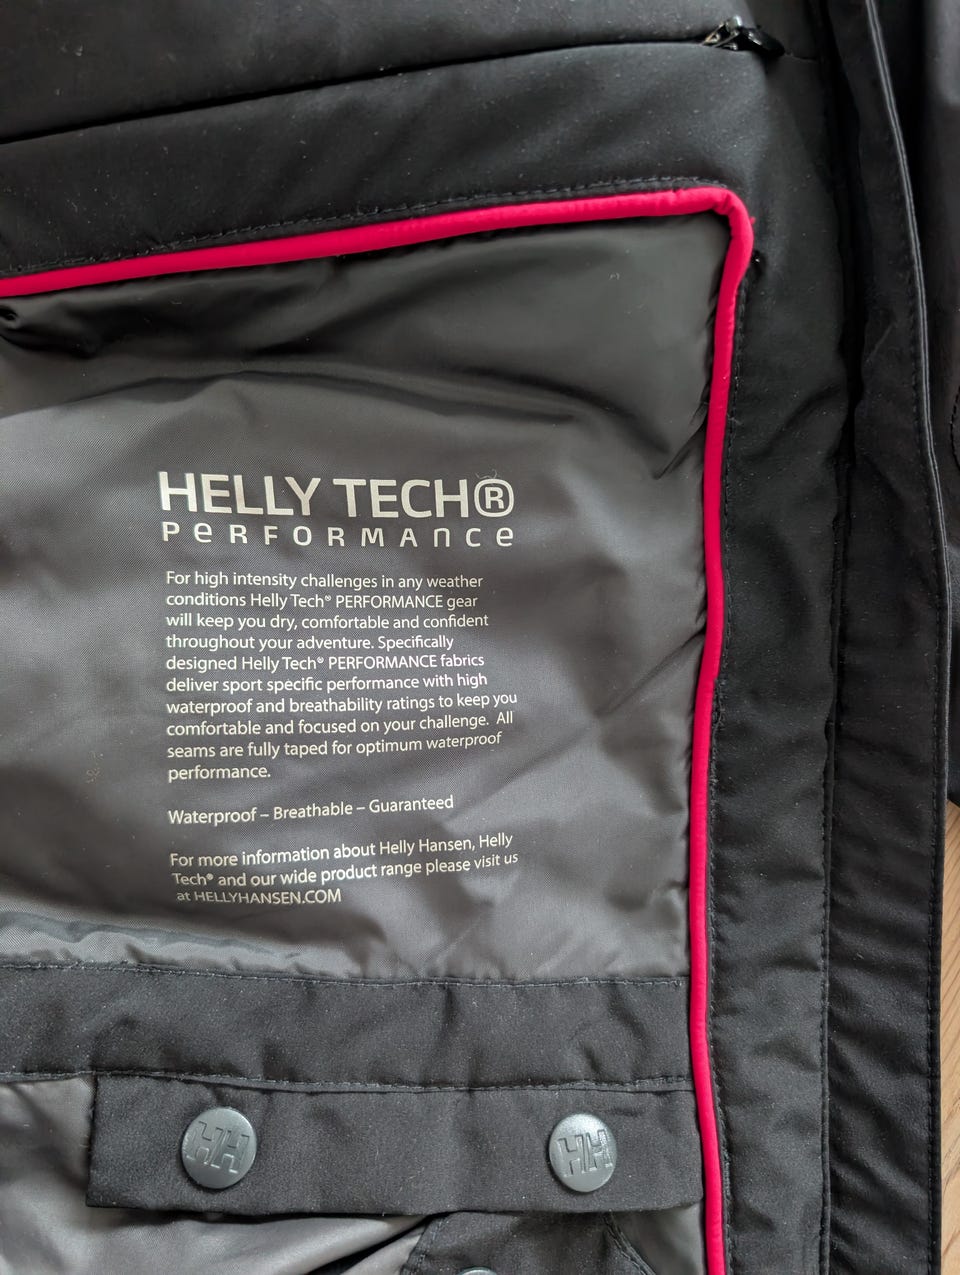 HELLY TECH®
PERFORMANCE
For high intensity challenges in any weather
conditions Helly Tech® PERFORMANCE gear
will keep you dry, comfortable and confident
throughout your adventure. Specifically
designed Helly Tech® PERFORMANCE fabrics
deliver sport specific performance with high
waterproof and breathability ratings to keep you
comfortable and focused on your challenge. All
seams are fully taped for optimum waterproof
performance.
Waterproof – Breathable – Guaranteed
For more information about Helly Hansen, Helly
Tech® and our wide product range please visit us
at HELLYHANSEN.COM
HH HH